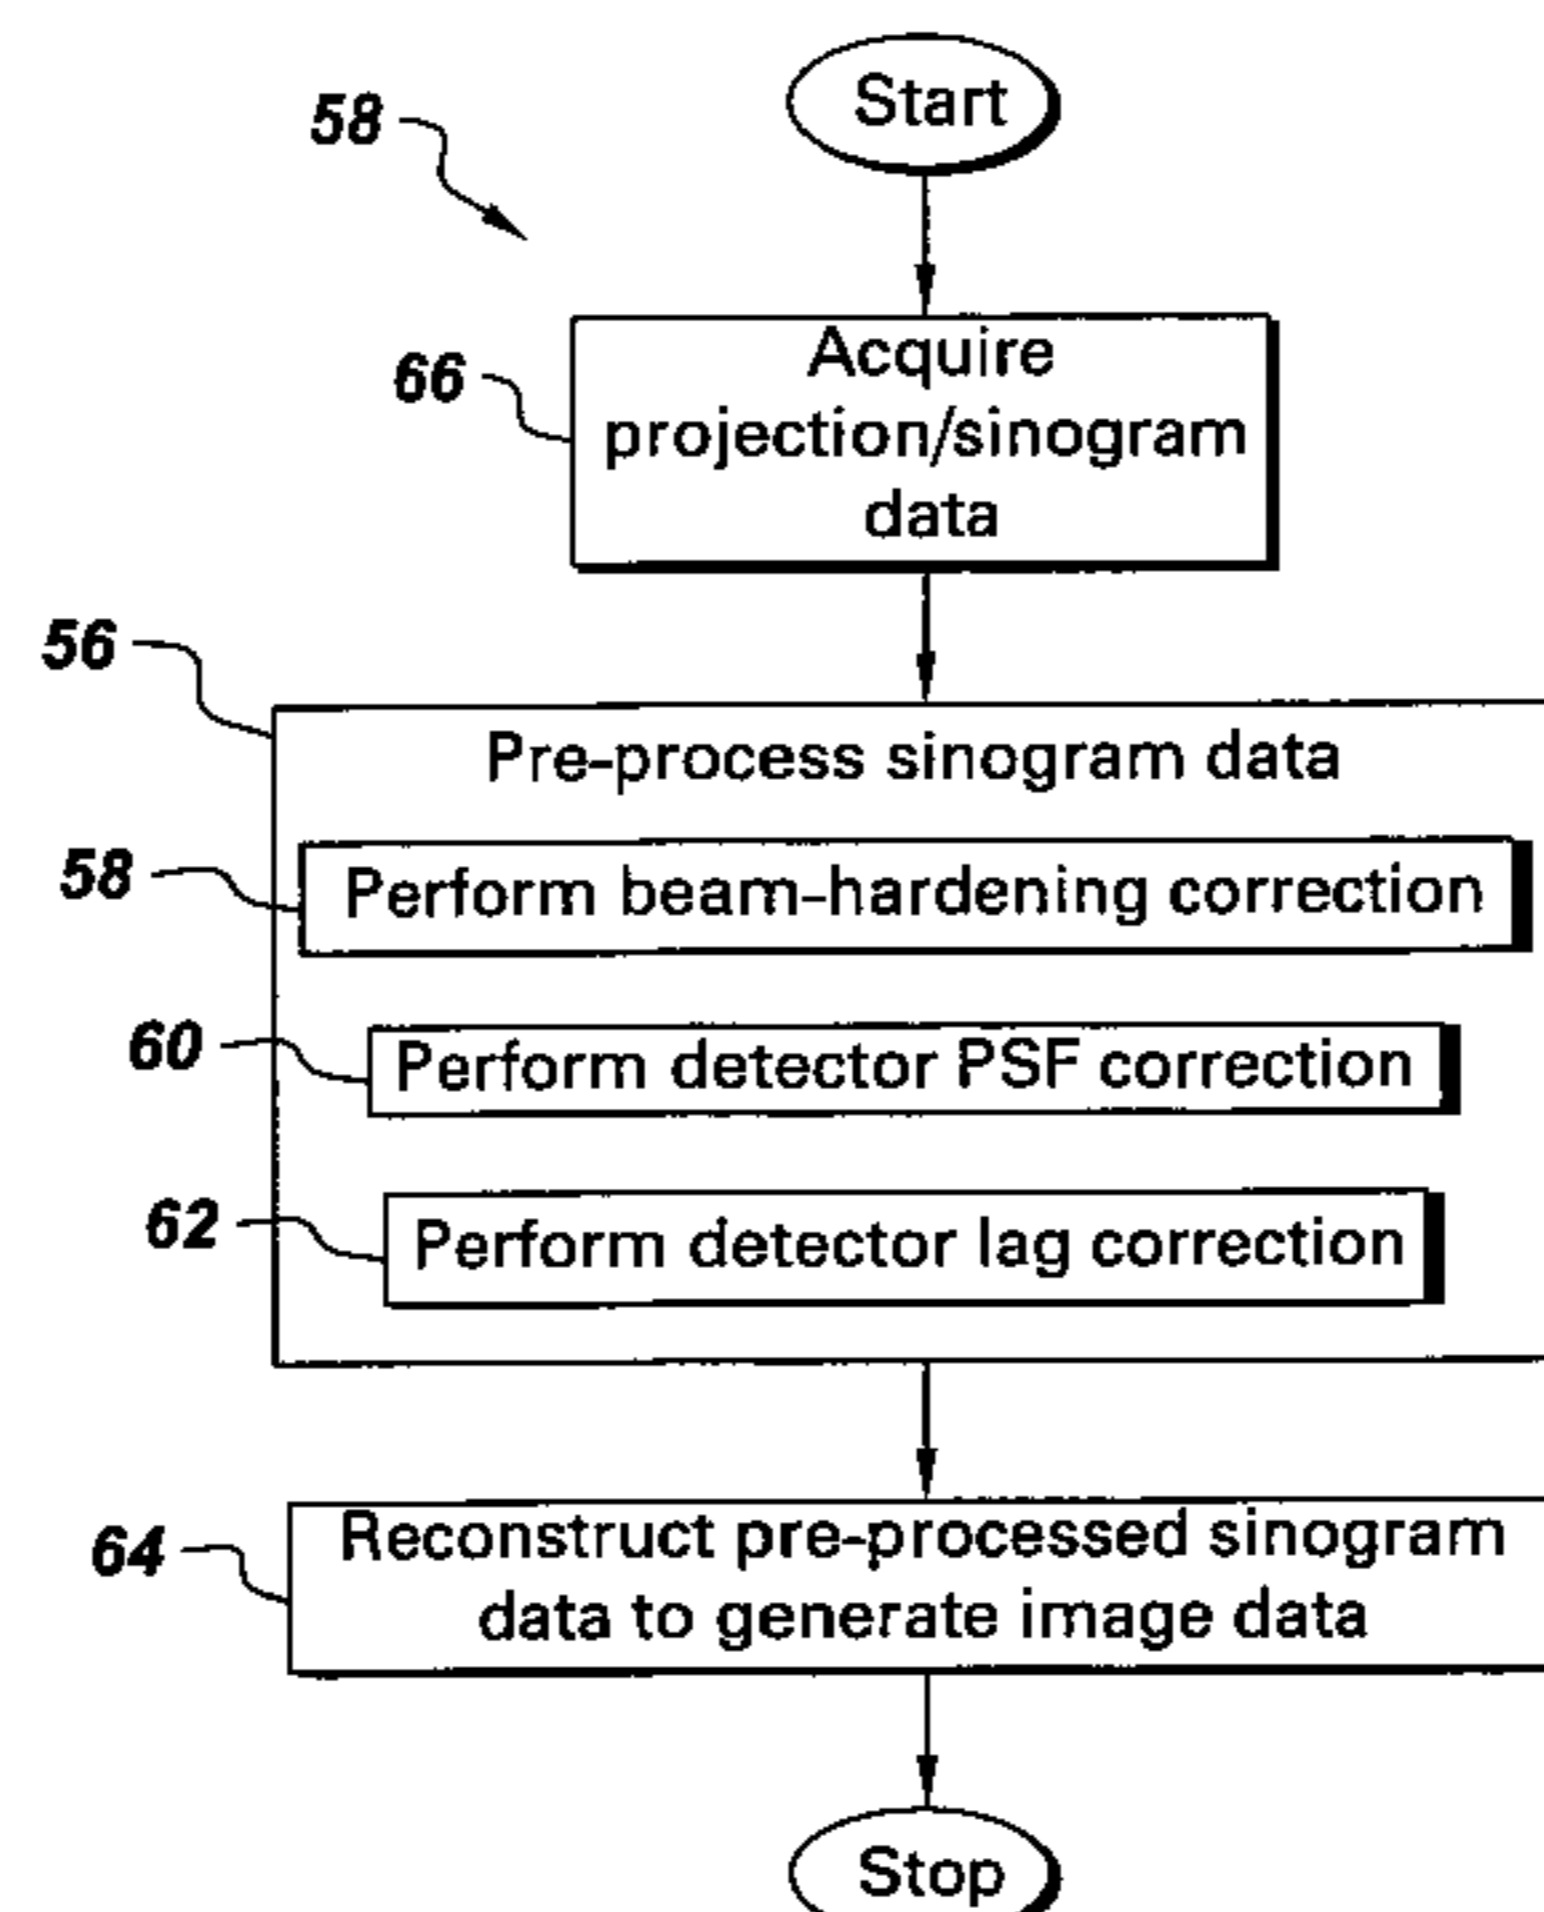 Start
58
Acquire
66
projection/sinogram
data
56
Pre-process sinogram data
58
Perform beam-hardening correction
60
Perform detector PSF correction
62
Perform detector lag correction
64
Reconstruct pre-processed sinogram
data to generate image data
Stop